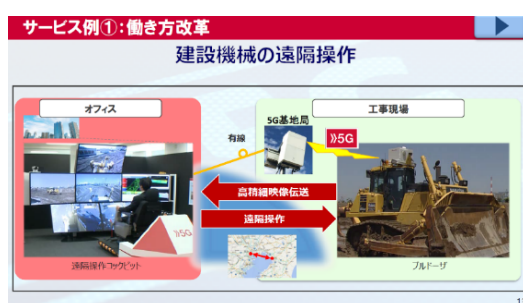 サービス例①:働き方改革
建設機械の遠隔操作
オフィス
工事現場
5G基地局
有線
5G
高精細映像伝送
遠隔操作
5G
遠隔操作コックピット
ブルドーザ